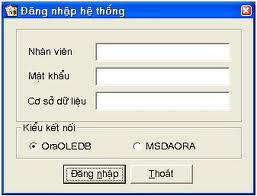 Đăng nhập hệ thống
Nhân viên
Mật khẩu
Cơ sở dữ liệu
Kiểu kết nối
OraOLEDB MSDAORA
Đăng nhập Thoát